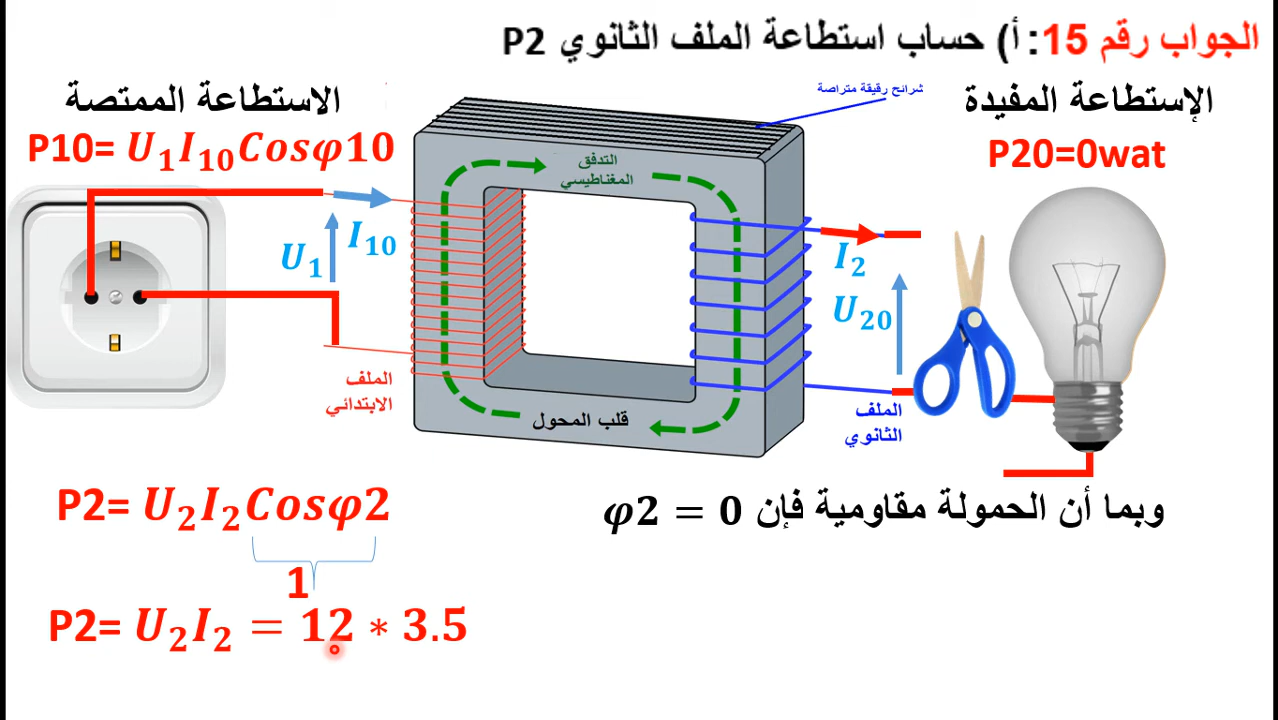 الجواب رقم 15: أ) حساب استطاعة الملف الثانوي P2
الإستطاعة المفيدة
P20=0wat
شرائح رقيقة متراصة
الاستطاعة الممتصة
P10= U₁I₁₀Cosφ10
التدفق
المغناطيسي
I₁₀
U₁
I₂
U₂₀
الملف
الابتدائي
قلب المحول
الملف
الثانوي
وبما أن الحمولة مقاومية فإن φ2 = 0
P2= U₂I₂Cosφ2
1
P2= U₂I₂ = 12 * 3.5